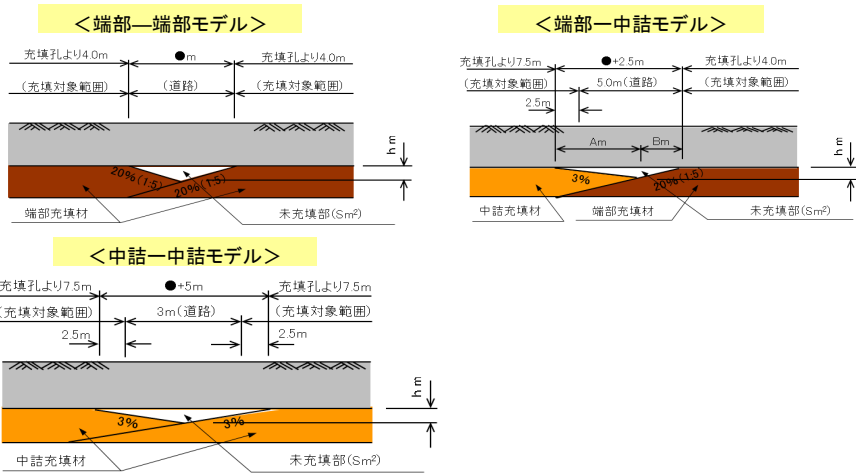 ＜端部―端部モデル＞
充填孔より4.0m
●m
充填孔より4.0m
(充填対象範囲)
(道路)
(充填対象範囲)
h m
20%(1:5)
20%(1:5)
端部充填材
未充填部(Sm²)
＜端部ー中詰モデル＞
充填孔より7.5m
●+2.5m
充填孔より4.0m
(充填対象範囲)
5.0m(道路)
(充填対象範囲)
2.5m
Am
Bm
h m
3%
20%(1:5)
中詰充填材
端部充填材
未充填部(Sm²)
＜中詰ー中詰モデル＞
充填孔より7.5m
●+5m
充填孔より7.5m
(充填対象範囲)
3m(道路)
(充填対象範囲)
2.5m
2.5m
h m
3%
3%
中詰充填材
未充填部(Sm²)